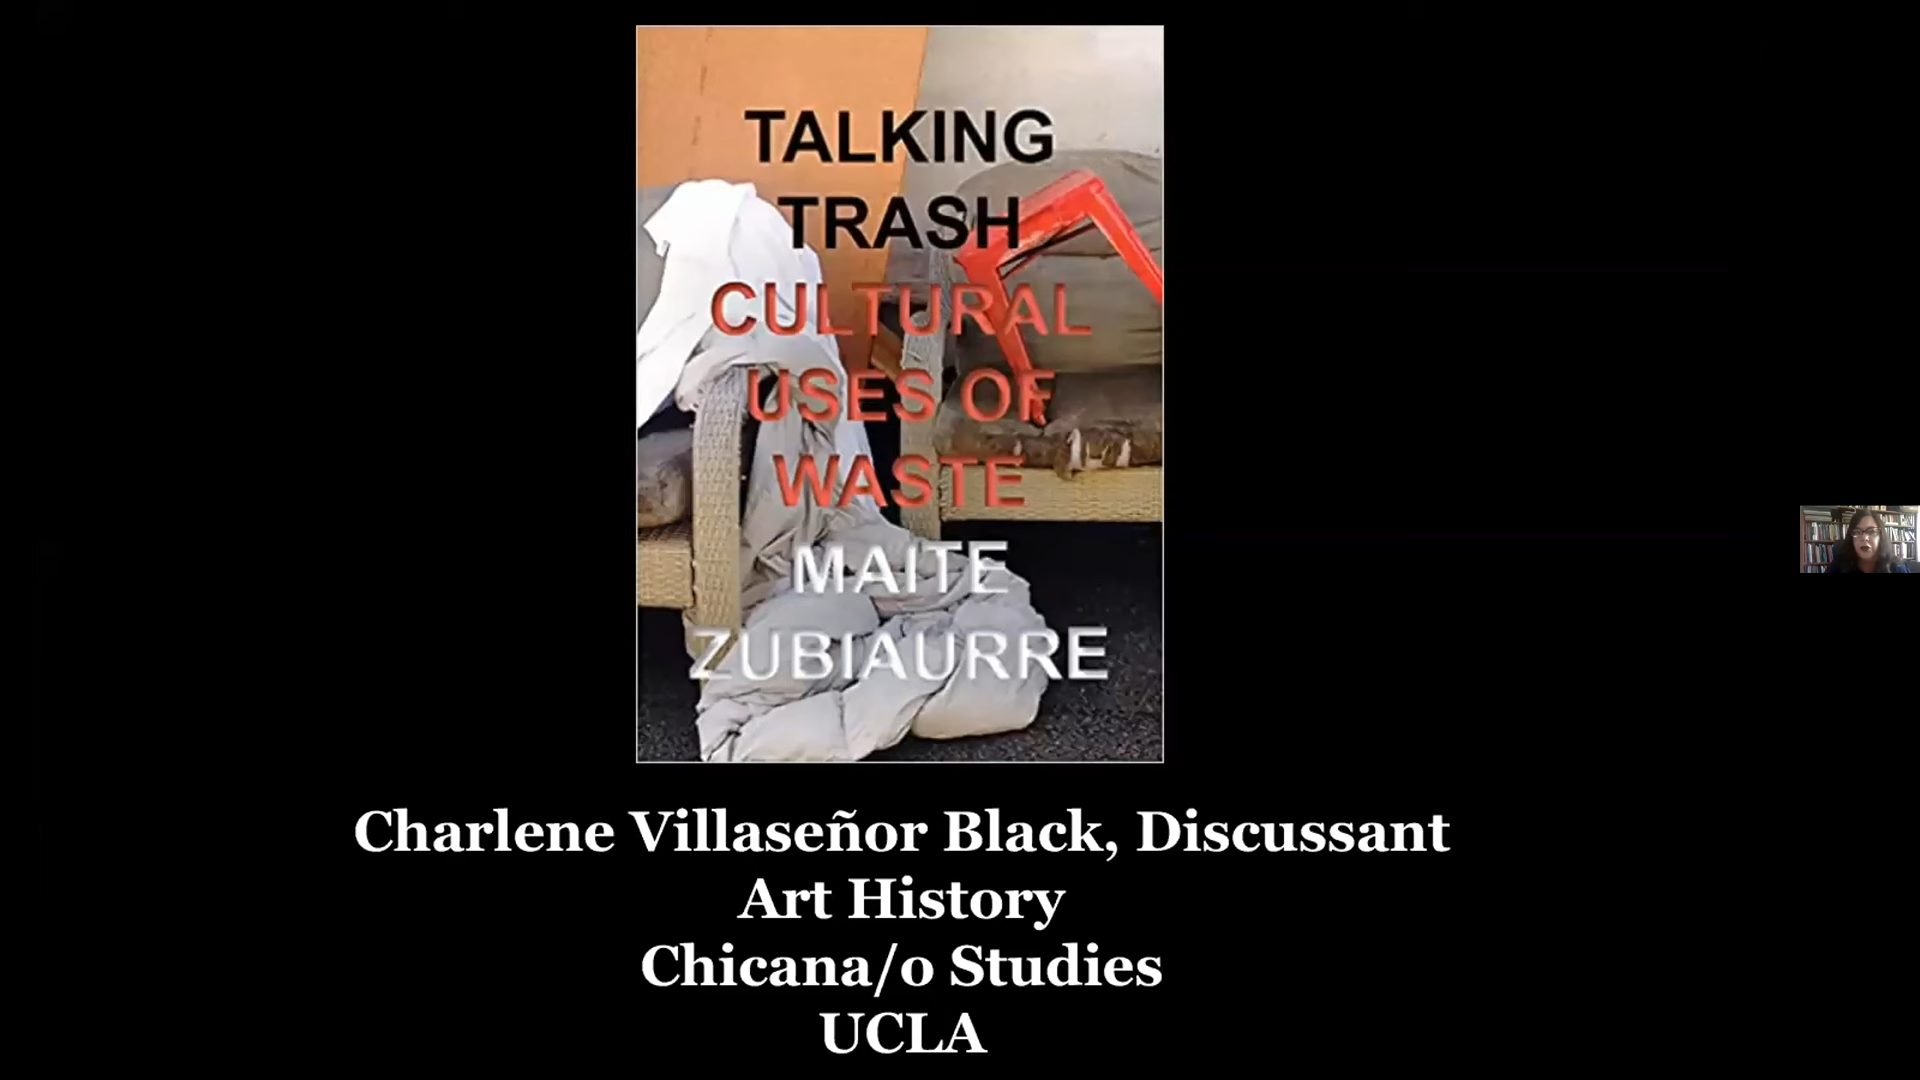 TALKING
TRASH
CULTURAL
USES OF
WASTE
MAITE
ZUBIAURRE
Charlene Villaseñor Black, Discussant
Art History
Chicana/o Studies
UCLA